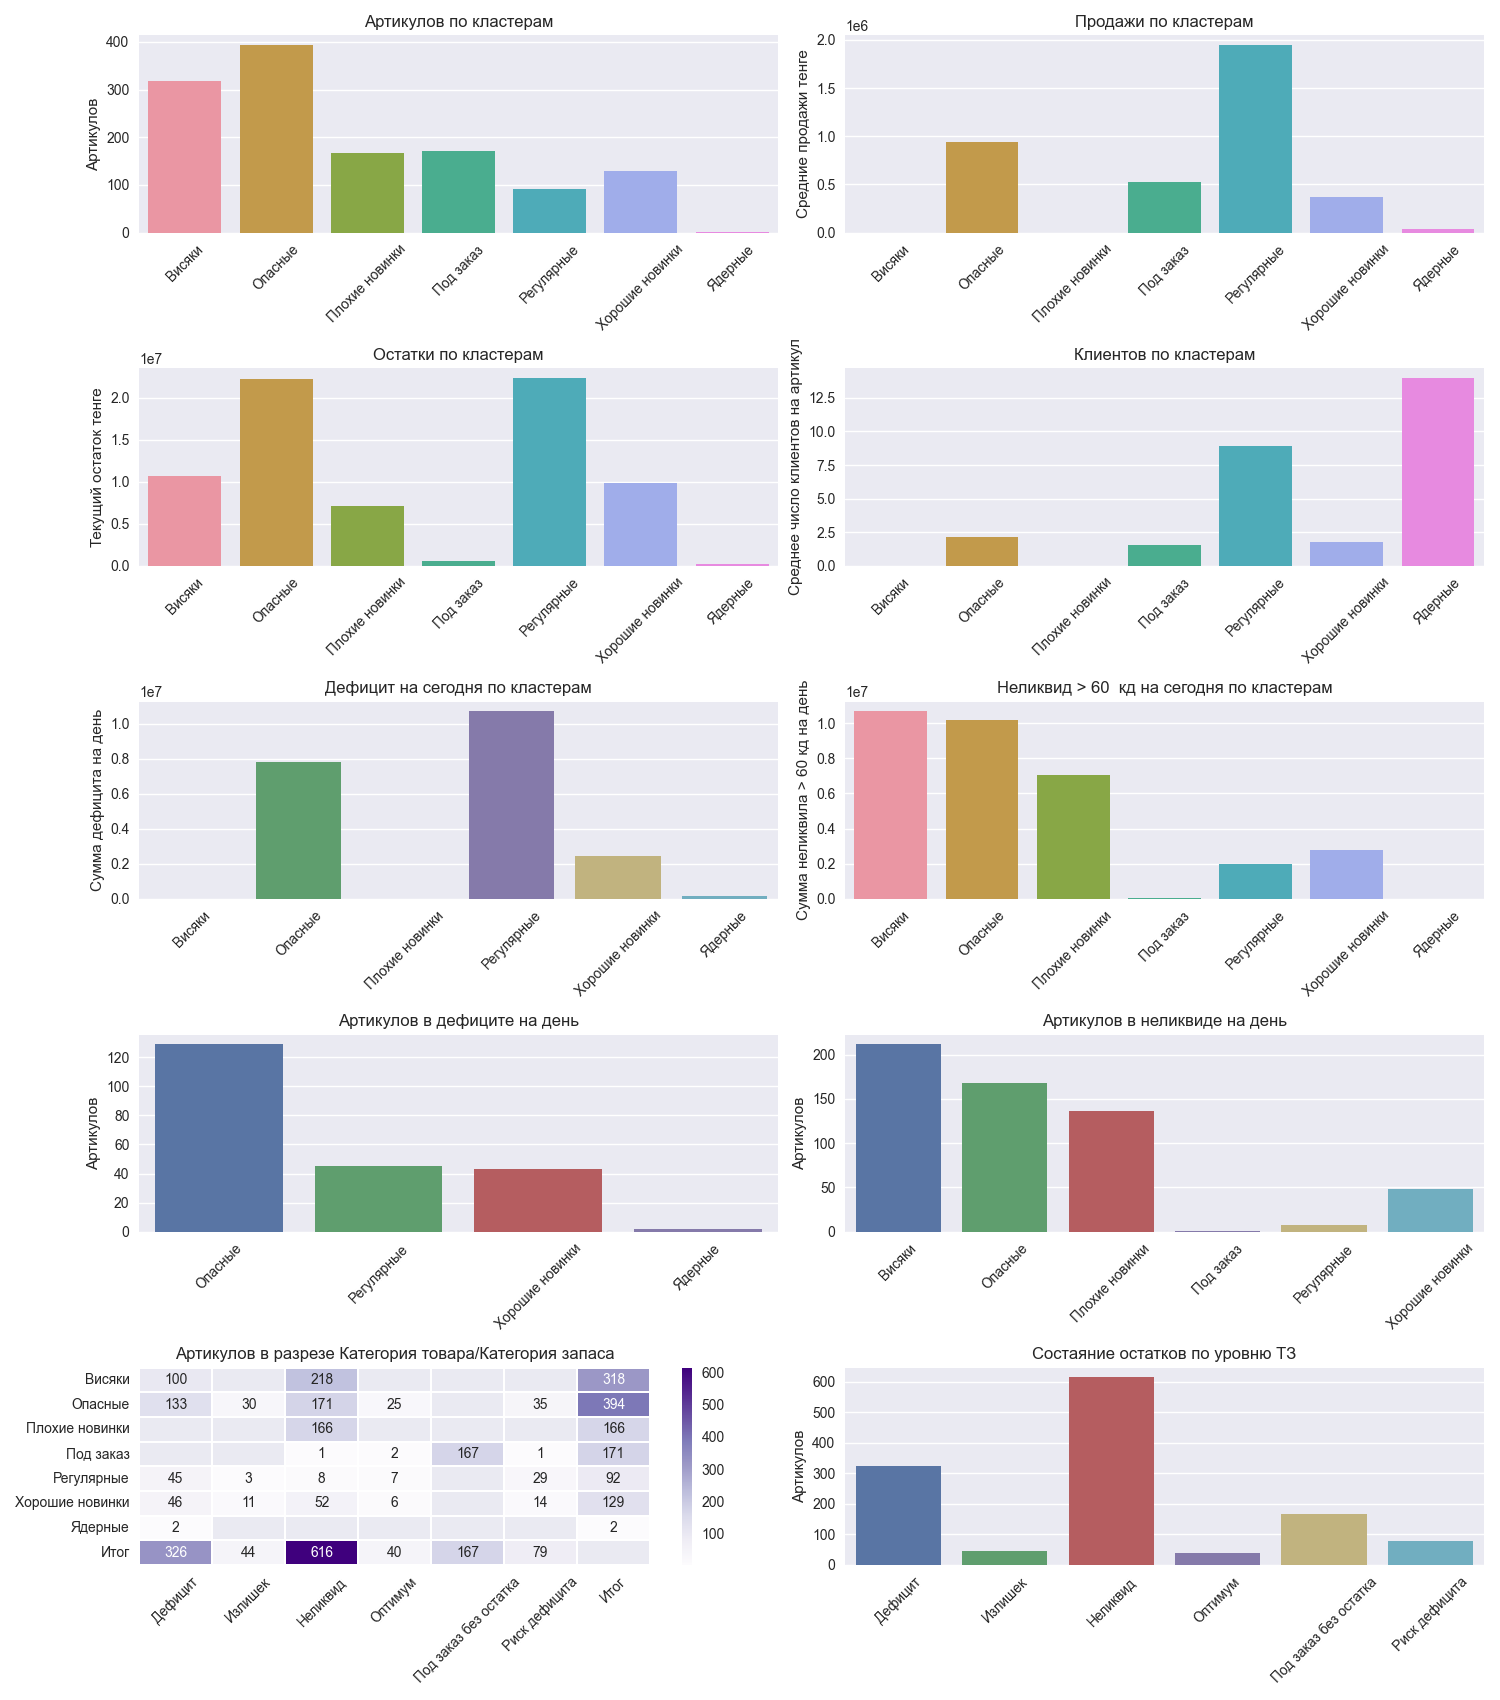 Артикулов по кластерам
Артикулов
400
300
200
100
0
Висяки
Опасные
Плохие новинки
Под заказ
Регулярные
Хорошие новинки
Ядерные
Продажи по кластерам
1e6
Средние продажи тенге
2.0
1.5
1.0
0.5
0.0
Висяки
Опасные
Плохие новинки
Под заказ
Регулярные
Хорошие новинки
Ядерные
Остатки по кластерам
1e7
Текущий остаток тенге
2.0
1.5
1.0
0.5
0.0
Висяки
Опасные
Плохие новинки
Под заказ
Регулярные
Хорошие новинки
Ядерные
Клиентов по кластерам
Среднее число клиентов на артикул
12.5
10.0
7.5
5.0
2.5
0.0
Висяки
Опасные
Плохие новинки
Под заказ
Регулярные
Хорошие новинки
Ядерные
Дефицит на сегодня по кластерам
1e7
Сумма дефицита на день
1.0
0.8
0.6
0.4
0.2
0.0
Висяки
Опасные
Плохие новинки
Регулярные
Хорошие новинки
Ядерные
Неликвид > 60  кд на сегодня по кластерам
1e7
Сумма неликвила > 60 кд на день
1.0
0.8
0.6
0.4
0.2
0.0
Висяки
Опасные
Плохие новинки
Под заказ
Регулярные
Хорошие новинки
Ядерные
Артикулов в дефиците на день
Артикулов
120
100
80
60
40
20
0
Опасные
Регулярные
Хорошие новинки
Ядерные
Артикулов в неликвиде на день
Артикулов
200
150
100
50
0
Висяки
Опасные
Плохие новинки
Под заказ
Регулярные
Хорошие новинки
Артикулов в разрезе Категория товара/Категория запаса
Висяки 100 218 318
Опасные 133 30 171 25 35 394
Плохие новинки 166 166
Под заказ 1 2 167 1 171
Регулярные 45 3 8 7 29 92
Хорошие новинки 46 11 52 6 14 129
Ядерные 2 2
Итог 326 44 616 40 167 79
Дефицит
Излишек
Неликвид
Оптимум
Под заказ без остатка
Риск дефицита
Итог
600
500
400
300
200
100
Состаяние остатков по уровню ТЗ
Артикулов
600
500
400
300
200
100
0
Дефицит
Излишек
Неликвид
Оптимум
Под заказ без остатка
Риск дефицита